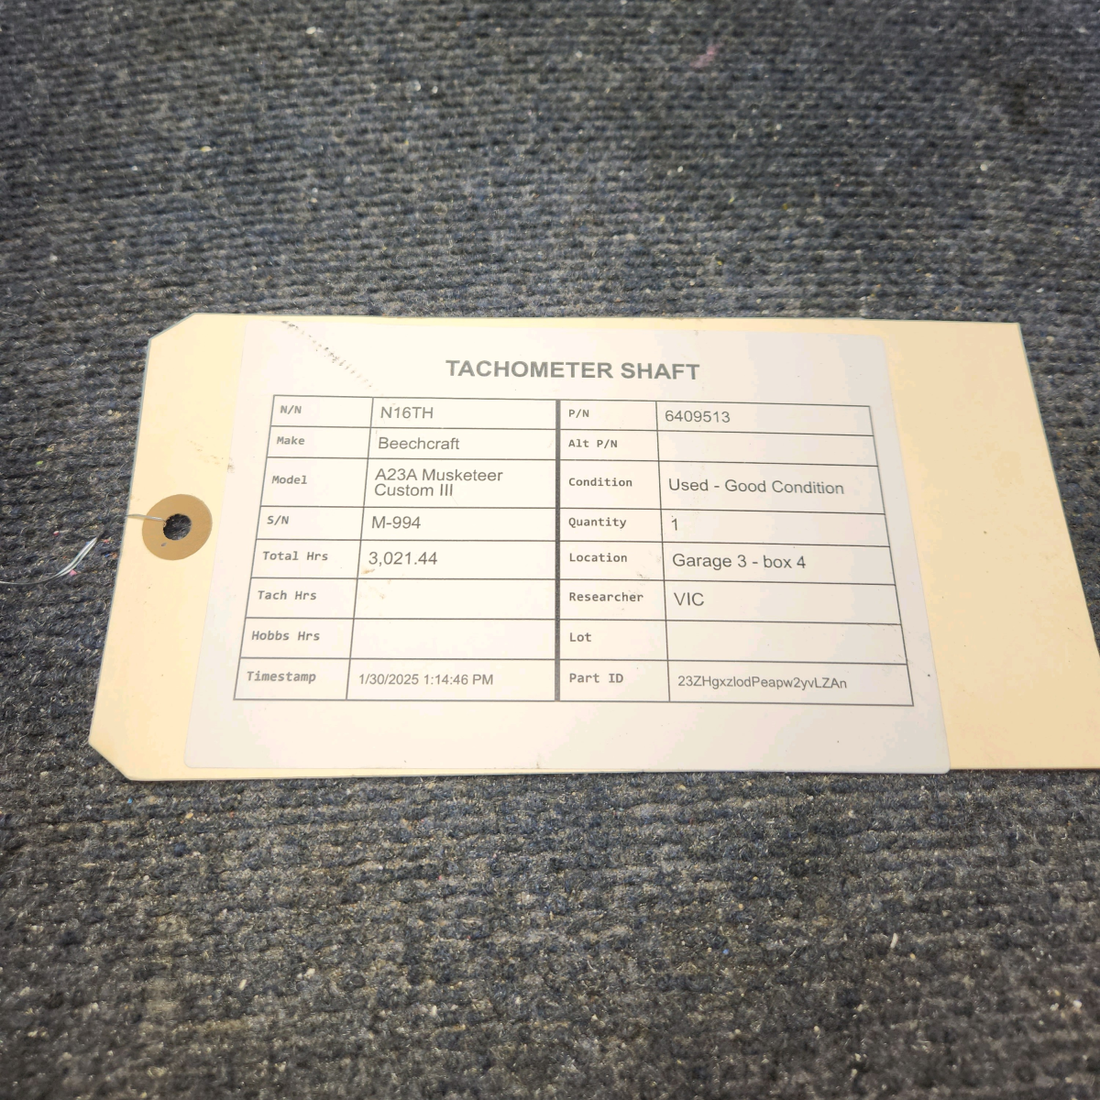 TACHOMETER SHAFT
N/N N16TH P/N 6409513
Make Beechcraft Alt P/N
Model A23A Musketeer Custom III Condition Used - Good Condition
S/N M-994 Quantity 1
Total Hrs 3,021.44 Location Garage 3 - box 4
Tach Hrs Researcher VIC
Hobbs Hrs Lot
Timestamp 1/30/2025 1:14:46 PM Part ID 23ZHgxzlodPeapw2yvLZAn